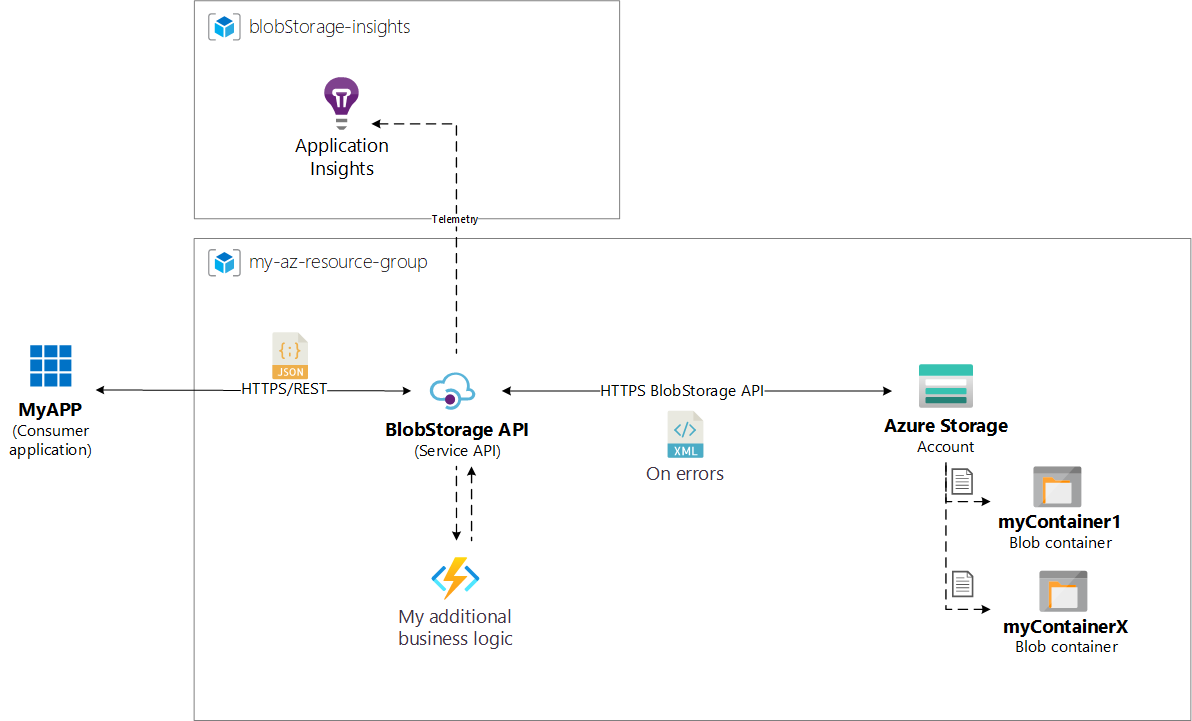 blobStorage-insights
Application
Insights
Telemetry
my-az-resource-group
MyAPP
(Consumer
application)
{;}
JSON
HTTPS/REST
BlobStorage API
(Service API)
HTTPS BlobStorage API
</>
XML
On errors
Azure Storage
Account
myContainer1
Blob container
My additional
business logic
myContainerX
Blob container